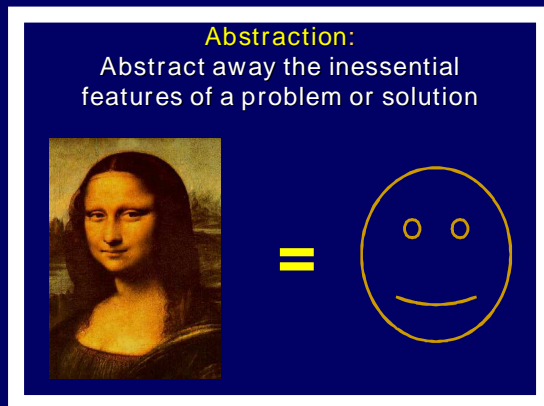 Abstraction:
Abstract away the inessential
features of a problem or solution
=